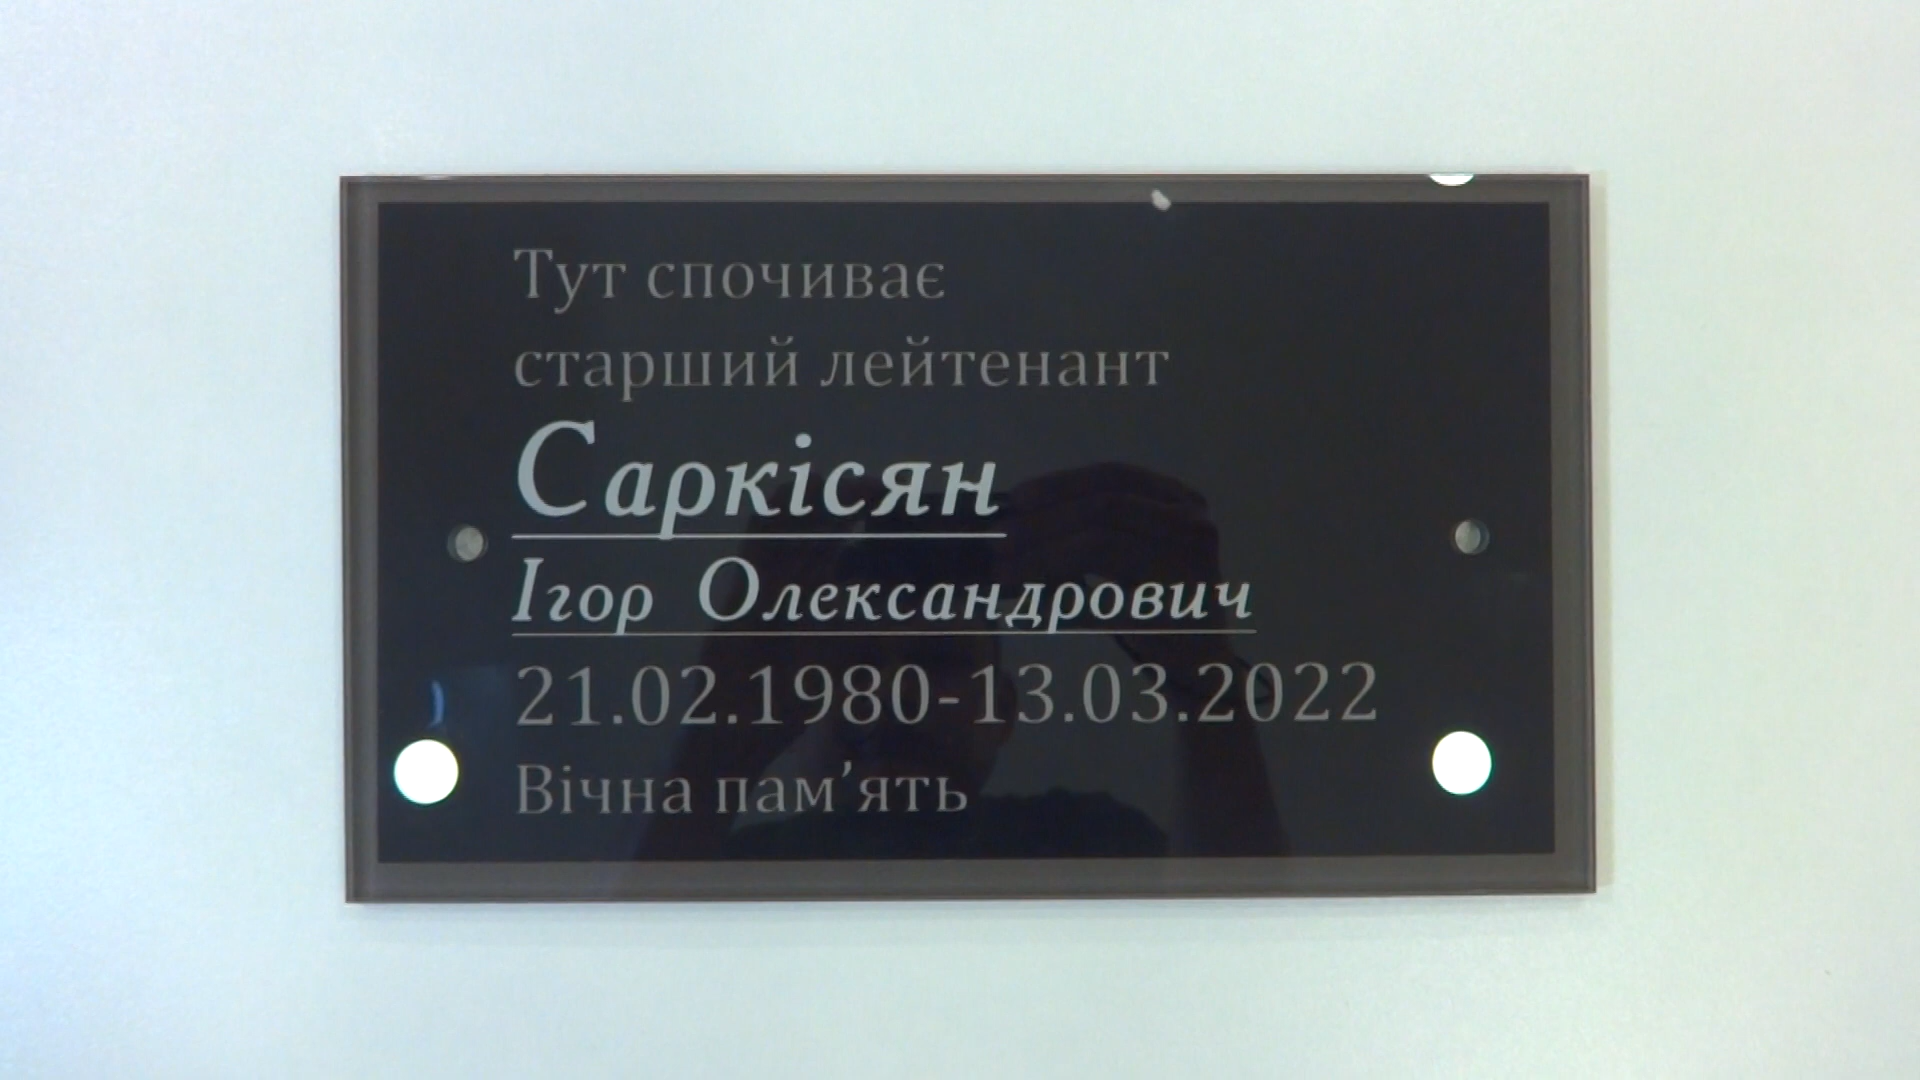 Тут спочиває
старший лейтенант
Саркісян
Ігор Олександрович
21.02.1980-13.03.2022
Вічна пам’ять